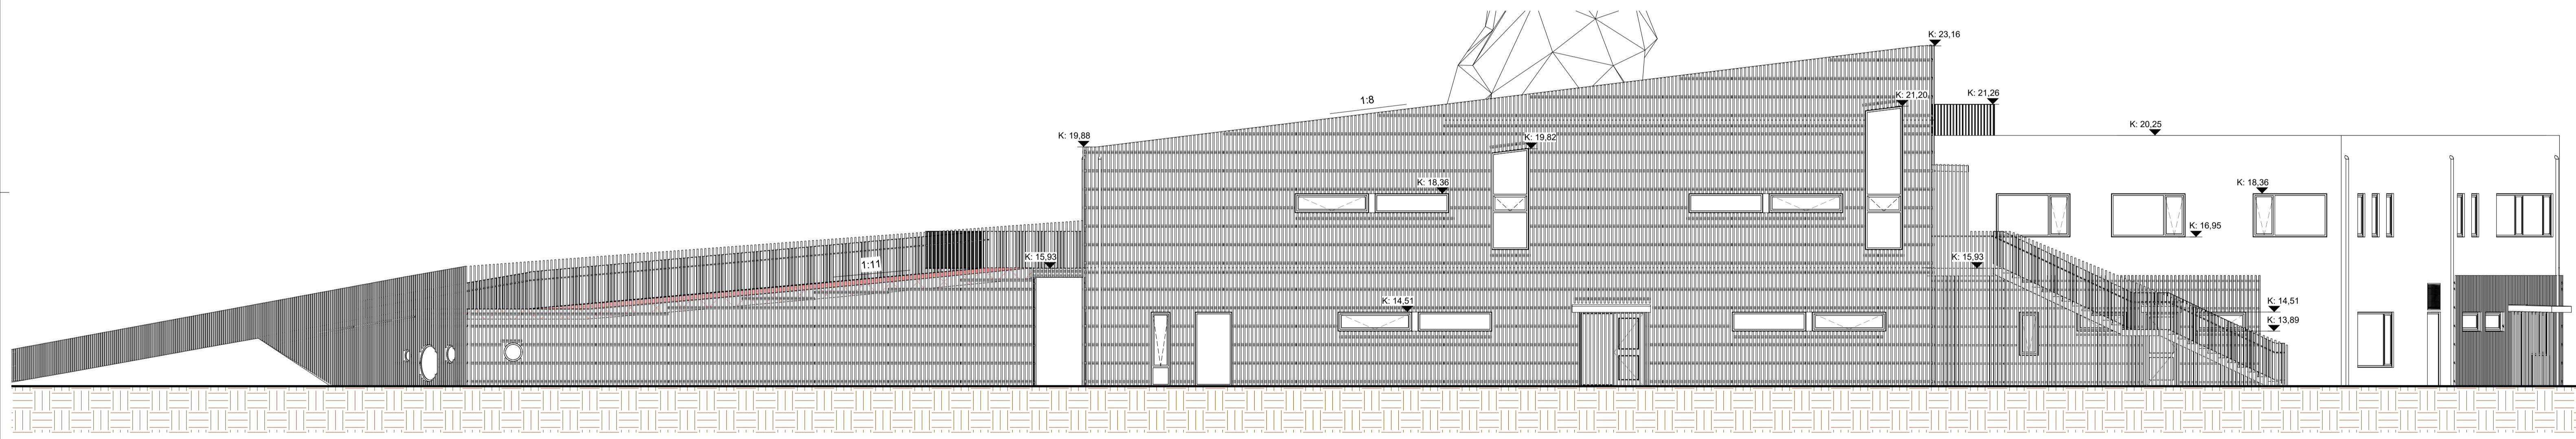 K: 23,16
1:8
K: 21,20
K: 21,26
K: 19,88
K: 19,82
K: 20,25
K: 18,36
K: 18,36
K: 16,95
1:11
K: 15,93
K: 15,93
K: 14,51
K: 14,51
K: 13,89